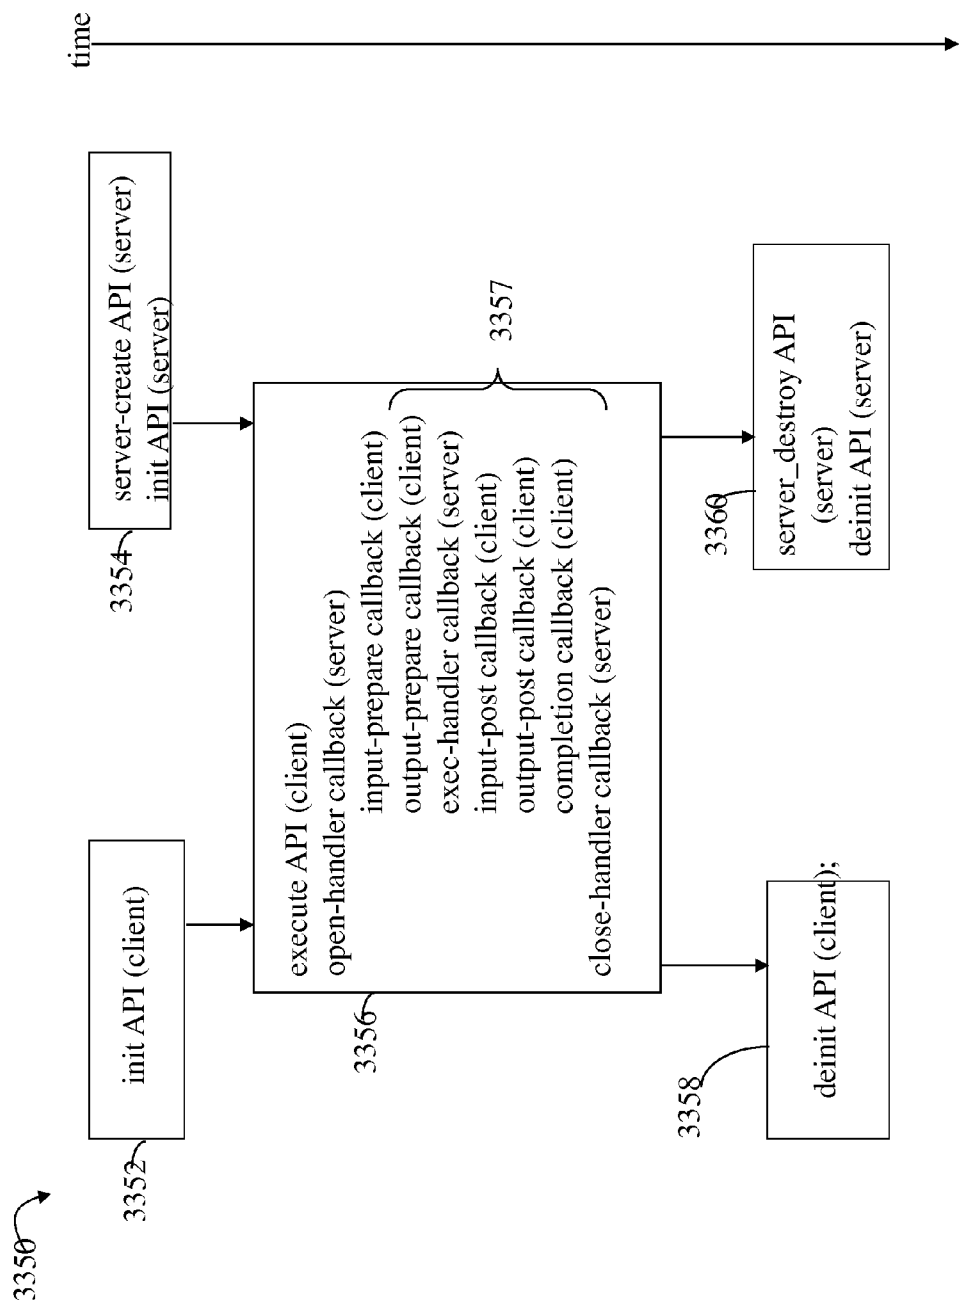 3350
time
3352
init API (client)
3354
server-create API (server)
init API (server)
3356
execute API (client)
open-handler callback (server)
input-prepare callback (client)
output-prepare callback (client)
exec-handler callback (server)
input-post callback (client)
output-post callback (client)
completion callback (client)
close-handler callback (server)
3357
3358
deinit API (client);
3360
server_destroy API
(server)
deinit API (server)